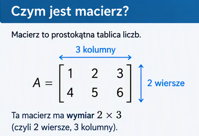 Czym jest macierz?
Macierz to prostokątna tablica liczb.
3 kolumny
A = [1 2 3
4 5 6]
2 wiersze
Ta macierz ma wymiar 2 × 3
(czyli 2 wiersze, 3 kolumny).